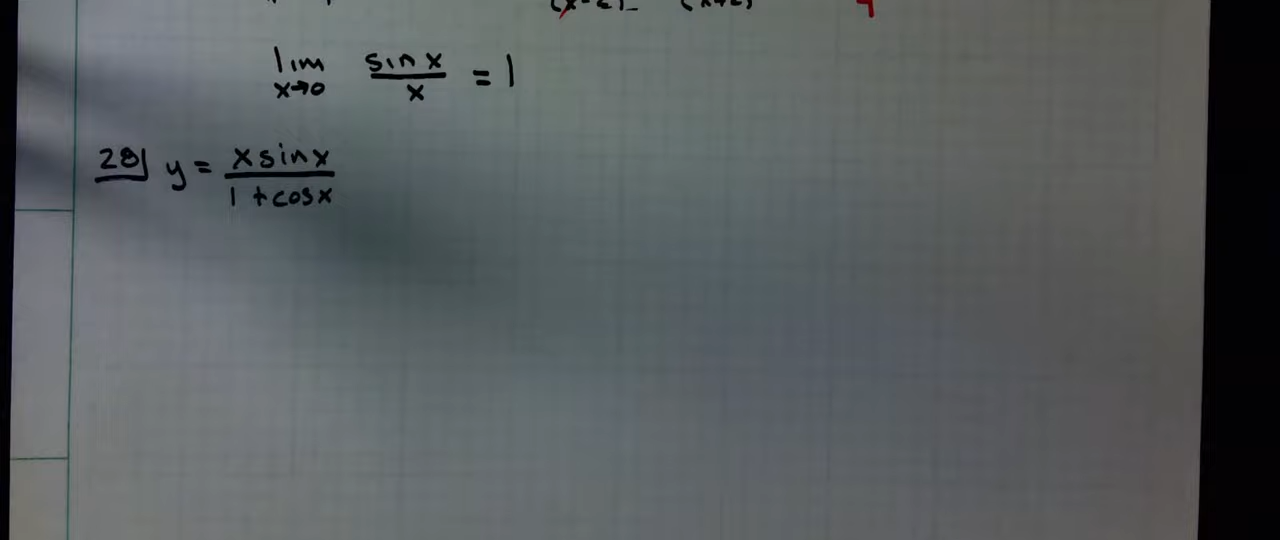 lim sin x / x = 1
x→0
28) y = x sin x / 1 + cos x